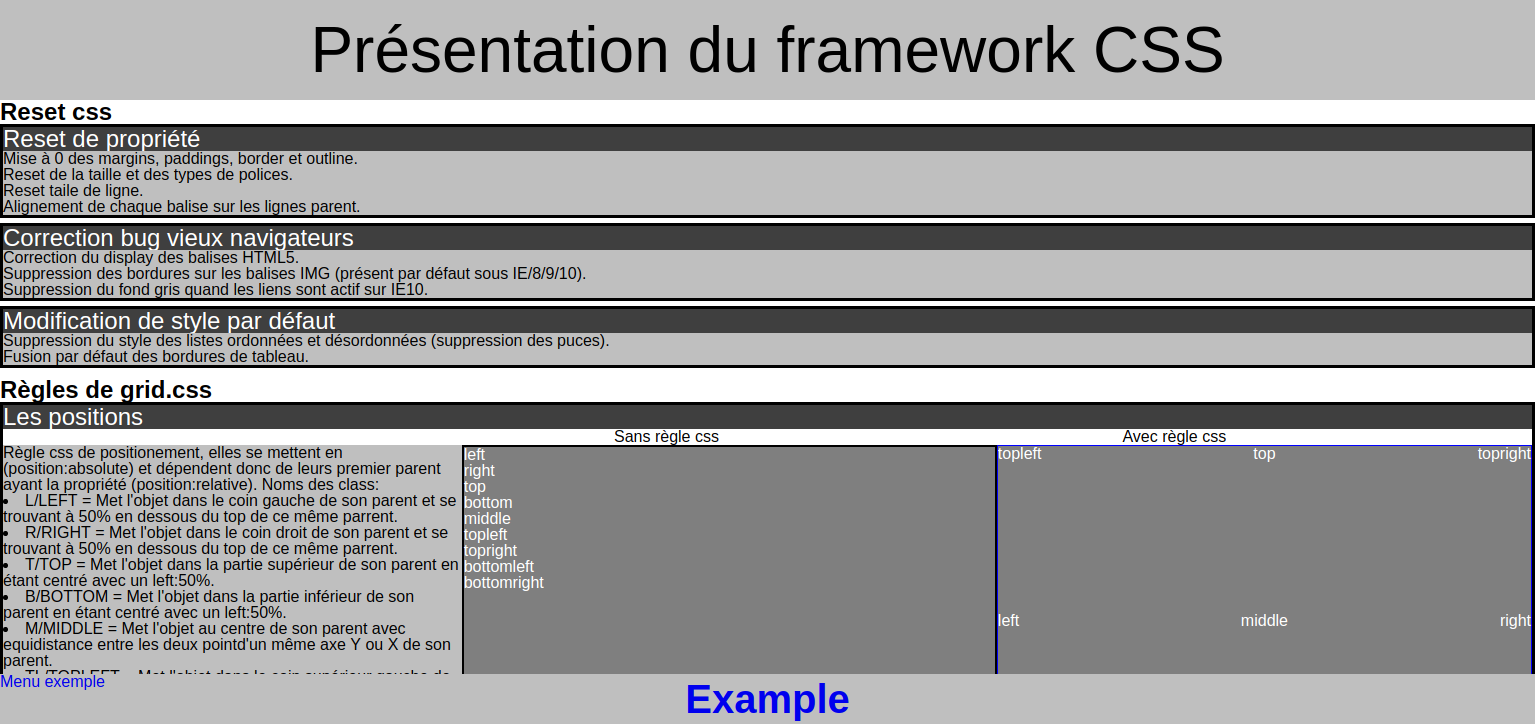 Présentation du framework CSS
Reset css
Reset de propriété
Mise à 0 des margins, paddings, border et outline.
Reset de la taille et des types de polices.
Reset taile de ligne.
Alignement de chaque balise sur les lignes parent.
Correction bug vieux navigateurs
Correction du display des balises HTML5.
Suppression des bordures sur les balises IMG (présent par défaut sous IE/8/9/10).
Suppression du fond gris quand les liens sont actif sur IE10.
Modification de style par défaut
Suppression du style des listes ordonnées et désordonnées (suppression des puces).
Fusion par défaut des bordures de tableau.
Règles de grid.css
Les positions
Sans règle css
Avec règle css
Règle css de positionement, elles se mettent en
(position:absolute) et dépendent donc de leurs premier parent
ayant la propriété (position:relative). Noms des class:
• L/LEFT = Met l'objet dans le coin gauche de son parent et se
trouvant à 50% en dessous du top de ce même parrent.
• R/RIGHT = Met l'objet dans le coin droit de son parent et se
trouvant à 50% en dessous du top de ce même parrent.
• T/TOP = Met l'objet dans la partie supérieur de son parent en
étant centré avec un left:50%.
• B/BOTTOM = Met l'objet dans la partie inférieur de son
parent en étant centré avec un left:50%.
• M/MIDDLE = Met l'objet au centre de son parent avec
equidistance entre les deux pointd'un même axe Y ou X de son
parent.
• TL/TOPLEFT = Met l'objet dans le coin supérieur gauche de
left
right
top
bottom
middle
topleft
topright
bottomleft
bottomright
topleft top topright
left middle right
Menu exemple
Example